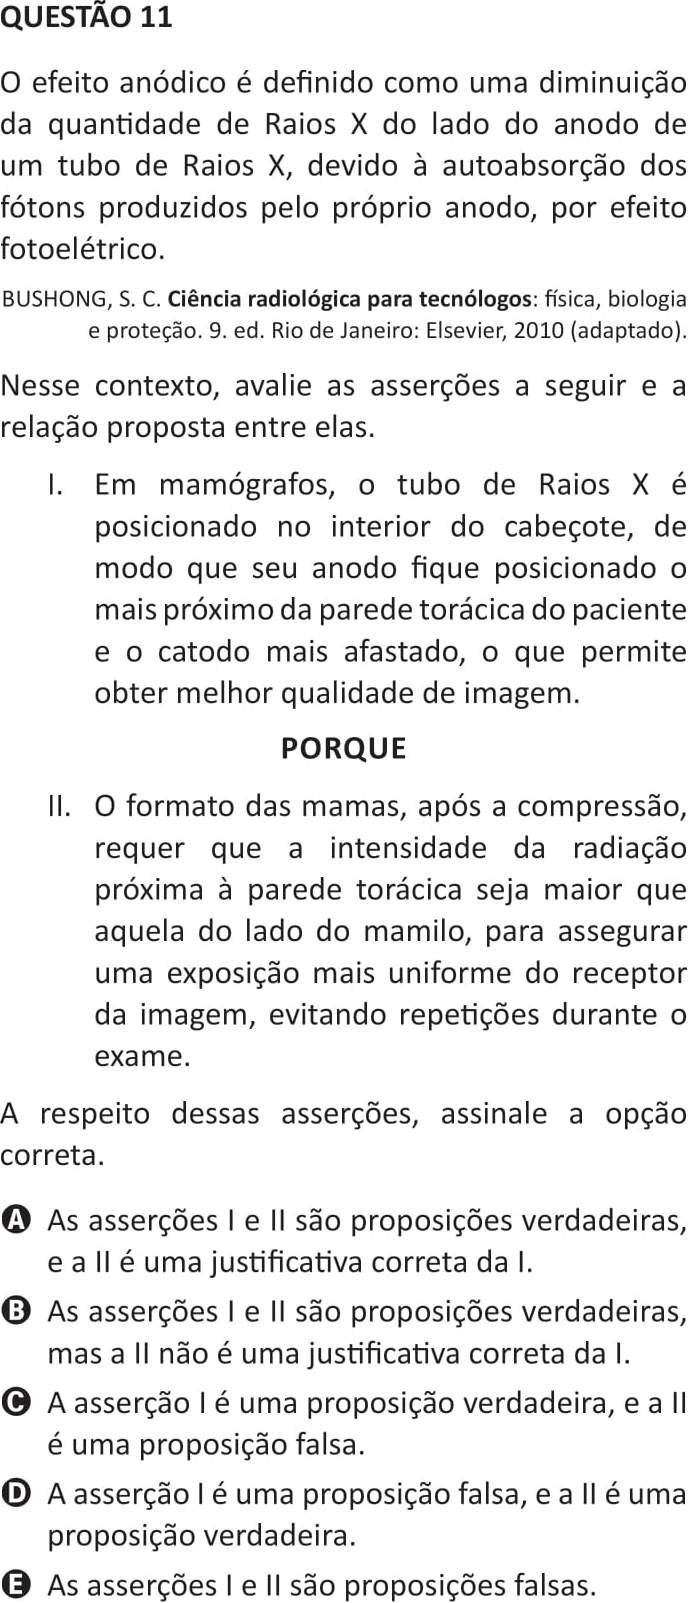 QUESTÃO 11
O efeito anódico é definido como uma diminuição
da quantidade de Raios X do lado do anodo de
um tubo de Raios X, devido à autoabsorção dos
fótons produzidos pelo próprio anodo, por efeito
fotoelétrico.
BUSHONG, S. C. Ciência radiológica para tecnólogos: física, biologia
e proteção. 9. ed. Rio de Janeiro: Elsevier, 2010 (adaptado).
Nesse contexto, avalie as asserções a seguir e a
relação proposta entre elas.
I. Em mamógrafos, o tubo de Raios X é
posicionado no interior do cabeçote, de
modo que seu anodo fique posicionado o
mais próximo da parede torácica do paciente
e o catodo mais afastado, o que permite
obter melhor qualidade de imagem.
PORQUE
II. O formato das mamas, após a compressão,
requer que a intensidade da radiação
próxima à parede torácica seja maior que
aquela do lado do mamilo, para assegurar
uma exposição mais uniforme do receptor
da imagem, evitando repetições durante o
exame.
A respeito dessas asserções, assinale a opção
correta.
A As asserções I e II são proposições verdadeiras,
e a II é uma justificativa correta da I.
B As asserções I e II são proposições verdadeiras,
mas a II não é uma justificativa correta da I.
C A asserção I é uma proposição verdadeira, e a II
é uma proposição falsa.
D A asserção I é uma proposição falsa, e a II é uma
proposição verdadeira.
E As asserções I e II são proposições falsas.